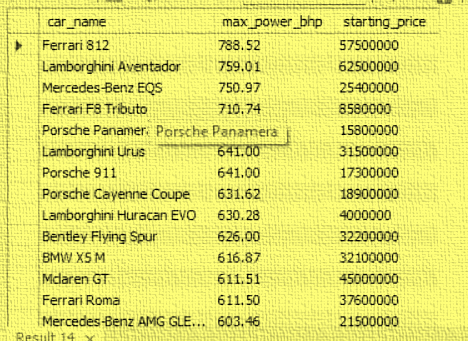 car_name max_power_bhp starting_price
Ferrari 812 788.52 57500000
Lamborghini Aventador 759.01 62500000
Mercedes-Benz EQS 750.97 25400000
Ferrari F8 Tributo 710.74 8580000
Porsche Panamer Porsche Panamera 15800000
Lamborghini Urus 641.00 31500000
Porsche 911 641.00 17300000
Porsche Cayenne Coupe 631.62 18900000
Lamborghini Huracan EVO 630.28 4000000
Bentley Flying Spur 626.00 32200000
BMW X5 M 616.87 32100000
Mclaren GT 611.51 45000000
Ferrari Roma 611.50 37600000
Mercedes-Benz AMG GLE... 603.46 21500000
Result 14 ×